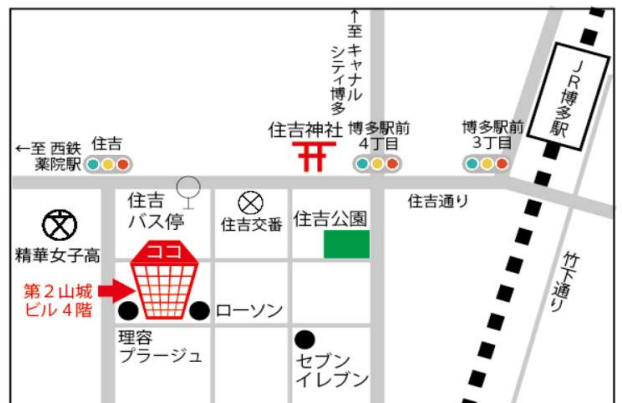 ←至 キャナル
シティ博多
JR博多駅
←至 西鉄
薬院駅
住吉
住吉神社
博多駅前
4丁目
博多駅前
3丁目
住吉
バス停
住吉交番
住吉公園
住吉通り
精華女子高
ココ
竹下通り
第2山城
ビル4階
ローソン
理容
プラージュ
セブン
イレブン